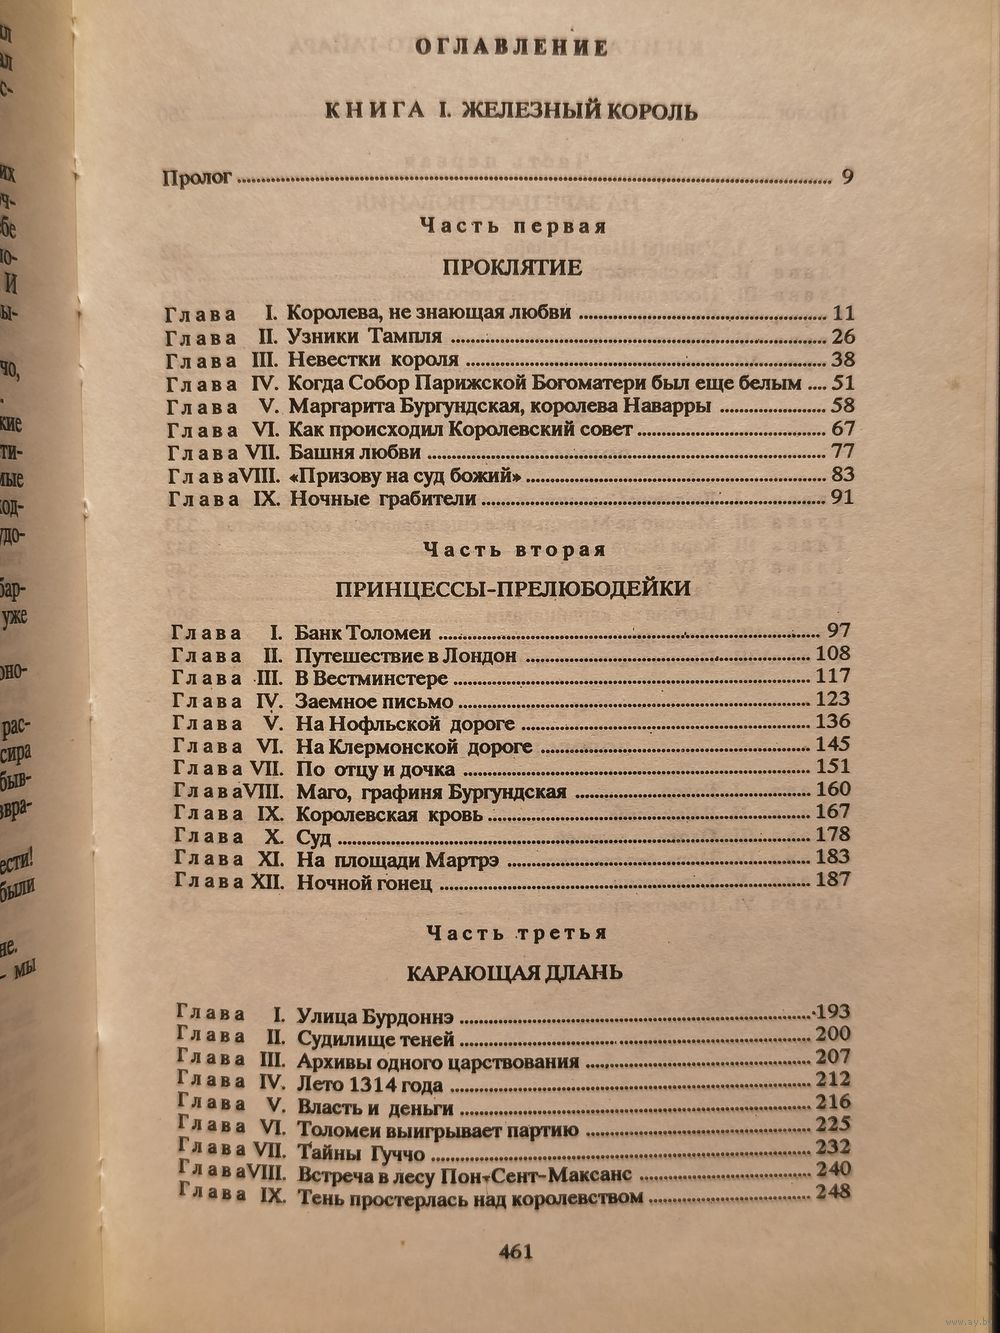 ОГЛАВЛЕНИЕ
КНИГА I. ЖЕЛЕЗНЫЙ КОРОЛЬ
Пролог ........ 9
Часть первая
ПРОКЛЯТИЕ
Глава I. Королева, не знающая любви ........ 11
Глава II. Узники Тампля ........ 26
Глава III. Невестки короля ........ 38
Глава IV. Когда Собор Парижской Богоматери был еще белым .... 51
Глава V. Маргарита Бургундская, королева Наварры ........ 58
Глава VI. Как происходил Королевский совет ........ 67
Глава VII. Башня любви ........ 77
Глава VIII. «Призову на суд божий» ........ 83
Глава IX. Ночные грабители ........ 91
Часть вторая
ПРИНЦЕССЫ-ПРЕЛЮБОДЕЙКИ
Глава I. Банк Толомеи ........ 97
Глава II. Путешествие в Лондон ........ 108
Глава III. В Вестминстере ........ 117
Глава IV. Заемное письмо ........ 123
Глава V. На Нофльской дороге ........ 136
Глава VI. На Клермонской дороге ........ 145
Глава VII. По отцу и дочка ........ 151
Глава VIII. Маго, графиня Бургундская ........ 160
Глава IX. Королевская кровь ........ 167
Глава X. Суд ........ 178
Глава XI. На площади Мартрэ ........ 183
Глава XII. Ночной гонец ........ 187
Часть третья
КАРАЮЩАЯ ДЛАНЬ
Глава I. Улица Бурдоннэ ........ 193
Глава II. Судилище теней ........ 200
Глава III. Архивы одного царствования ........ 207
Глава IV. Лето 1314 года ........ 212
Глава V. Власть и деньги ........ 216
Глава VI. Толомеи выигрывает партию ........ 225
Глава VII. Тайны Гуччо ........ 232
Глава VIII. Встреча в лесу Пон-Сент-Максанс ........ 240
Глава IX. Тень простерлась над королевством ........ 248
461